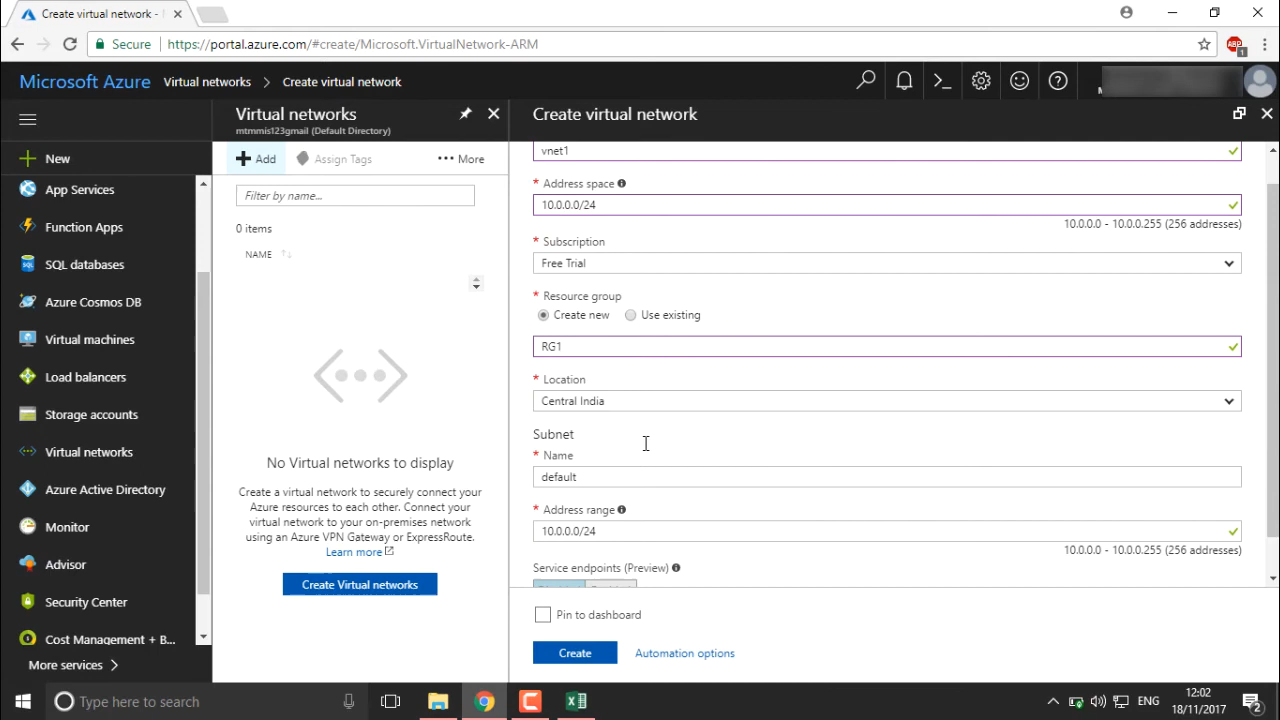 Create virtual network -
Secure
https://portal.azure.com/#create/Microsoft.VirtualNetwork-ARM
ABP
1
Microsoft Azure
Virtual networks > Create virtual network
M
New
App Services
Function Apps
SQL databases
Azure Cosmos DB
Virtual machines
Load balancers
Storage accounts
Virtual networks
Azure Active Directory
Monitor
Advisor
Security Center
Cost Management + B...
More services >
Virtual networks
mtmmis123gmail (Default Directory)
Add
Assign Tags
More
Filter by name...
0 items
NAME
No Virtual networks to display
Create a virtual network to securely connect your
Azure resources to each other. Connect your
virtual network to your on-premises network
using an Azure VPN Gateway or ExpressRoute.
Learn more
Create Virtual networks
Create virtual network
vnet1
* Address space
10.0.0.0/24
10.0.0.0 - 10.0.0.255 (256 addresses)
* Subscription
Free Trial
* Resource group
Create new
Use existing
RG1
* Location
Central India
Subnet
* Name
default
* Address range
10.0.0.0/24
10.0.0.0 - 10.0.0.255 (256 addresses)
Service endpoints (Preview)
Pin to dashboard
Create
Automation options
Type here to search
ENG
12:02
18/11/2017
2